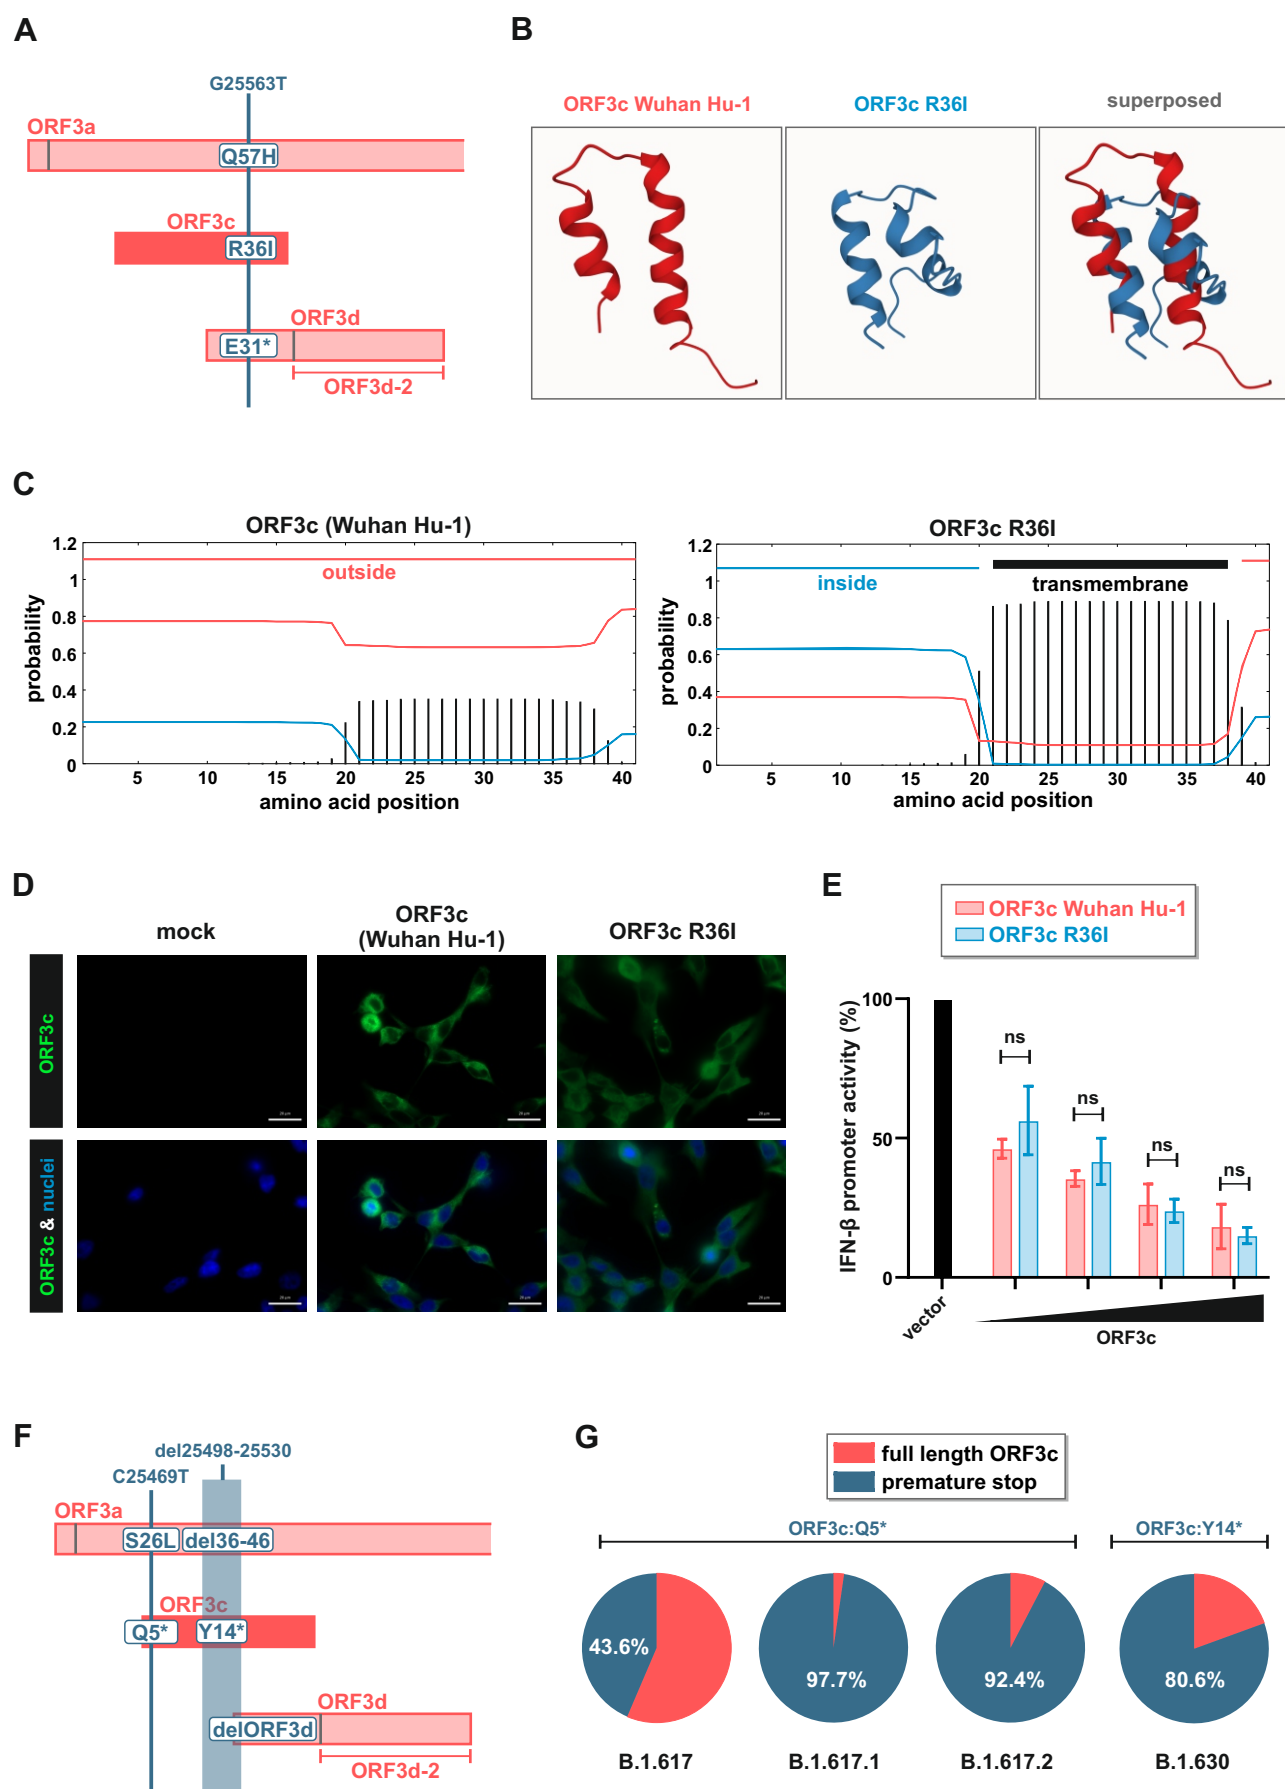 A
G25563T
ORF3a
Q57H
ORF3c
R36I
ORF3d
E31*
ORF3d-2
B
ORF3c Wuhan Hu-1
ORF3c R36I
superposed
C
ORF3c (Wuhan Hu-1)
probability
1.2
1
0.8
0.6
0.4
0.2
0
outside
5 10 15 20 25 30 35 40
amino acid position
ORF3c R36I
probability
1.2
1
0.8
0.6
0.4
0.2
0
inside
transmembrane
5 10 15 20 25 30 35 40
amino acid position
D
mock
ORF3c
(Wuhan Hu-1)
ORF3c R36I
ORF3c
ORF3c & nuclei
E
ORF3c Wuhan Hu-1
ORF3c R36I
IFN-β promoter activity (%)
100
50
0
ns
ns
ns
ns
vector
ORF3c
F
del25498-25530
C25469T
ORF3a
S26L
del36-46
ORF3c
Q5*
Y14*
ORF3d
delORF3d
ORF3d-2
G
full length ORF3c
premature stop
ORF3c:Q5*
ORF3c:Y14*
43.6%
97.7%
92.4%
80.6%
B.1.617
B.1.617.1
B.1.617.2
B.1.630